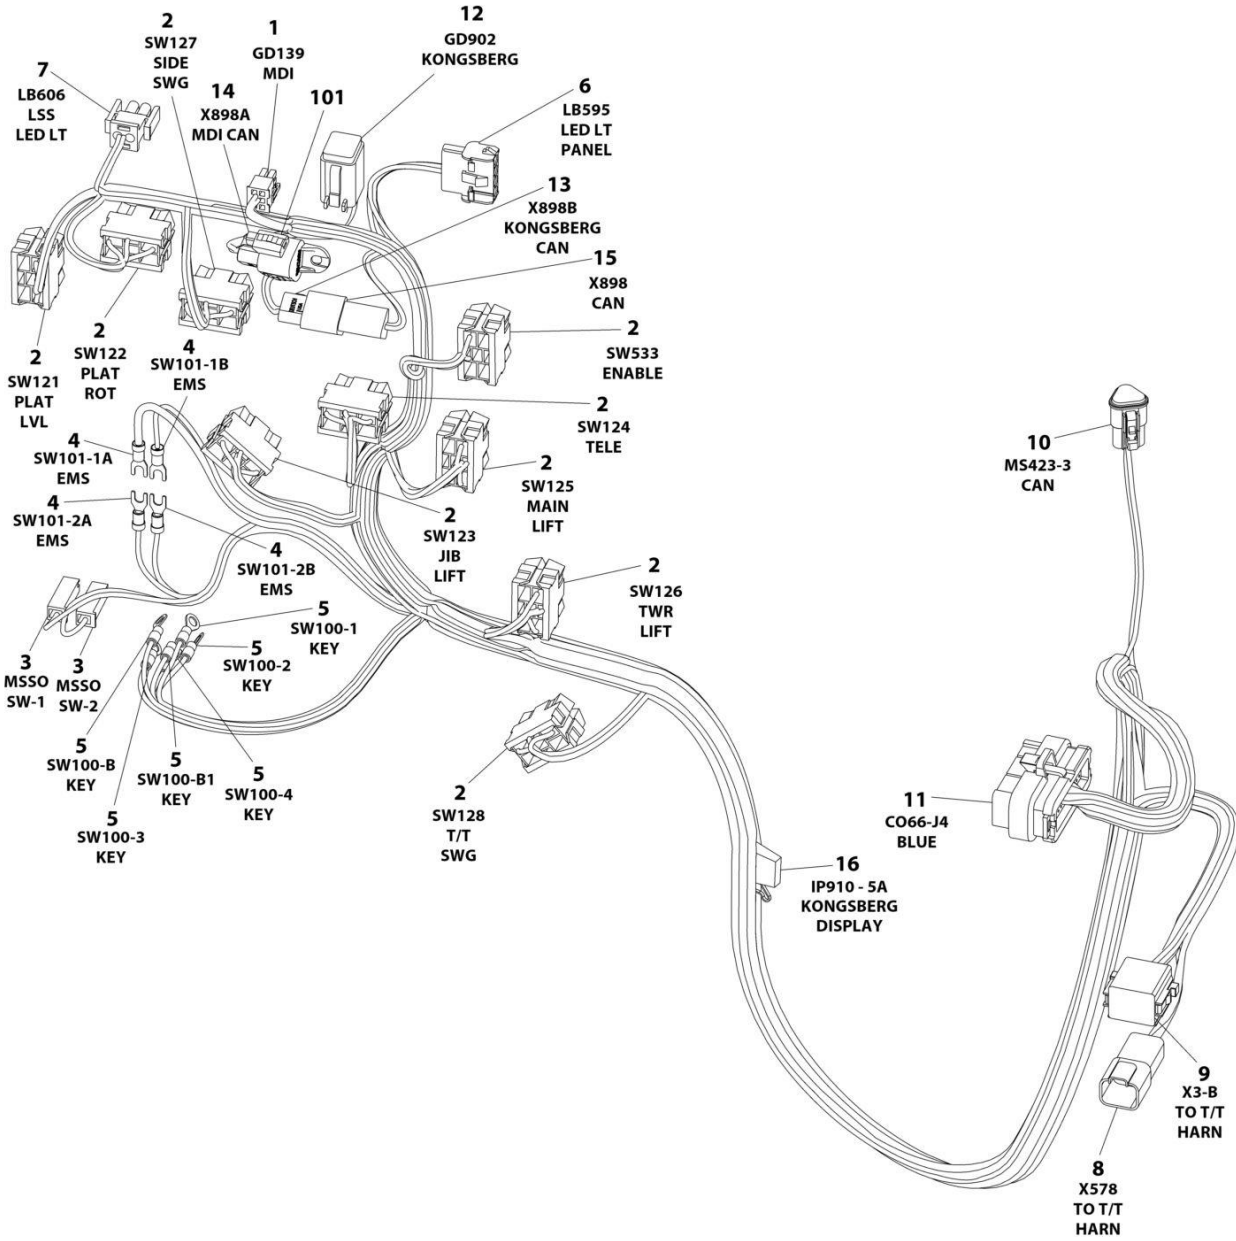 2
SW127
SIDE
SWG
1
GD139
MDI
12
GD902
KONGSBERG
7
LB606
LSS
LED LT
14
X898A
MDI CAN
101
6
LB595
LED LT
PANEL
13
X898B
KONGSBERG
CAN
15
X898
CAN
2
SW121
PLAT
LVL
2
SW122
PLAT
ROT
4
SW101-1B
EMS
2
SW533
ENABLE
4
SW101-1A
EMS
2
SW124
TELE
10
MS423-3
CAN
4
SW101-2A
EMS
2
SW125
MAIN
LIFT
2
SW123
JIB
LIFT
4
SW101-2B
EMS
2
SW126
TWR
LIFT
5
SW100-1
KEY
3
MSSO
SW-1
3
MSSO
SW-2
5
SW100-2
KEY
5
SW100-B
KEY
5
SW100-B1
KEY
5
SW100-4
KEY
5
SW100-3
KEY
2
SW128
T/T
SWG
11
CO66-J4
BLUE
16
IP910 - 5A
KONGSBERG
DISPLAY
9
X3-B
TO T/T
HARN
8
X578
TO T/T
HARN